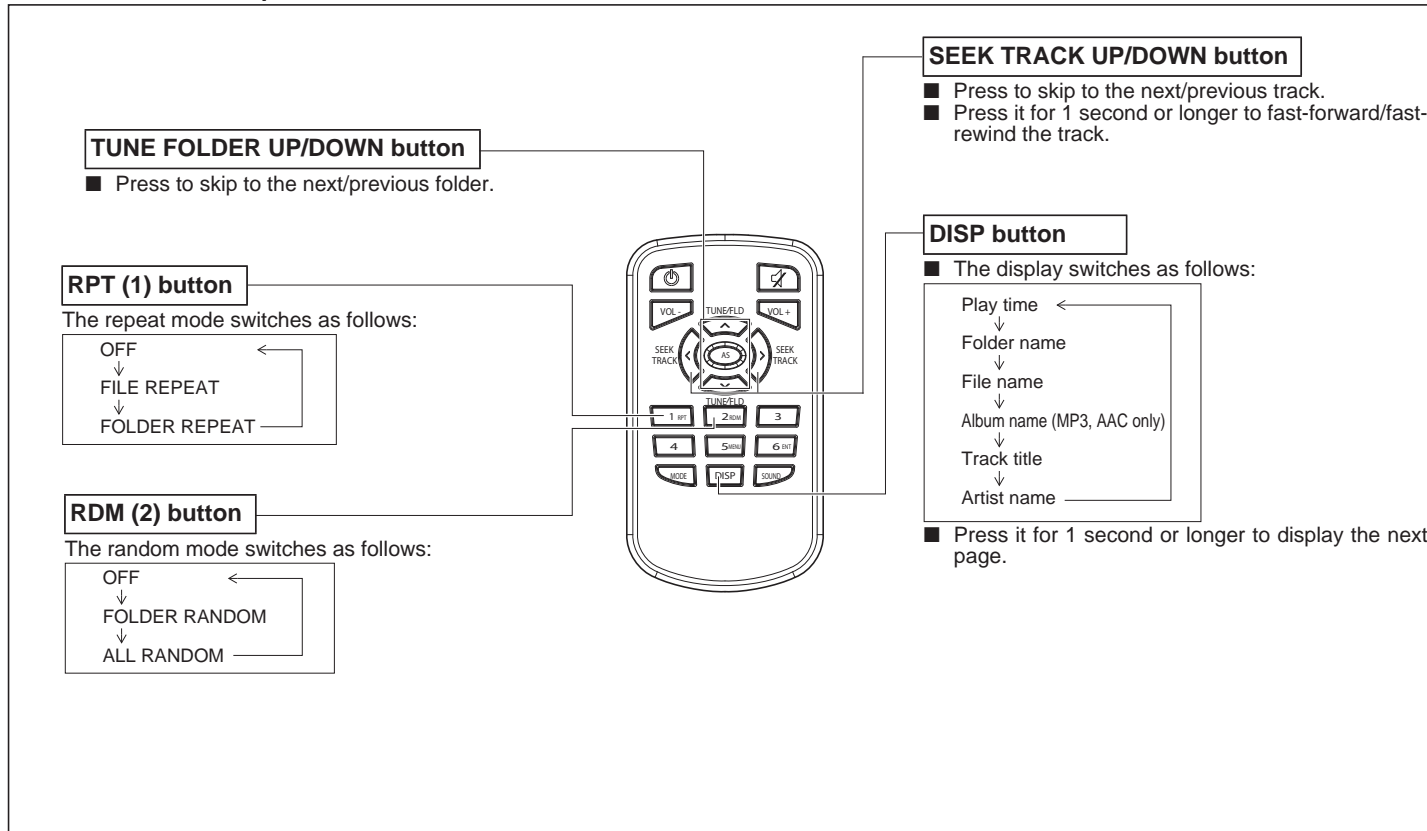 SEEK TRACK UP/DOWN button
■ Press to skip to the next/previous track.
■ Press it for 1 second or longer to fast-forward/fast-
rewind the track.
TUNE FOLDER UP/DOWN button
■ Press to skip to the next/previous folder.
DISP button
■ The display switches as follows:
Play time
Folder name
File name
Album name (MP3, AAC only)
Track title
Artist name
■ Press it for 1 second or longer to display the next
page.
RPT (1) button
The repeat mode switches as follows:
OFF
FILE REPEAT
FOLDER REPEAT
RDM (2) button
The random mode switches as follows:
OFF
FOLDER RANDOM
ALL RANDOM
VOL - TUNE/FLD VOL +
SEEK
TRACK
AS
SEEK
TRACK
TUNE/FLD
1 RPT 2 RDM 3
4 5 MENU 6 ENT
MODE DISP SOUND